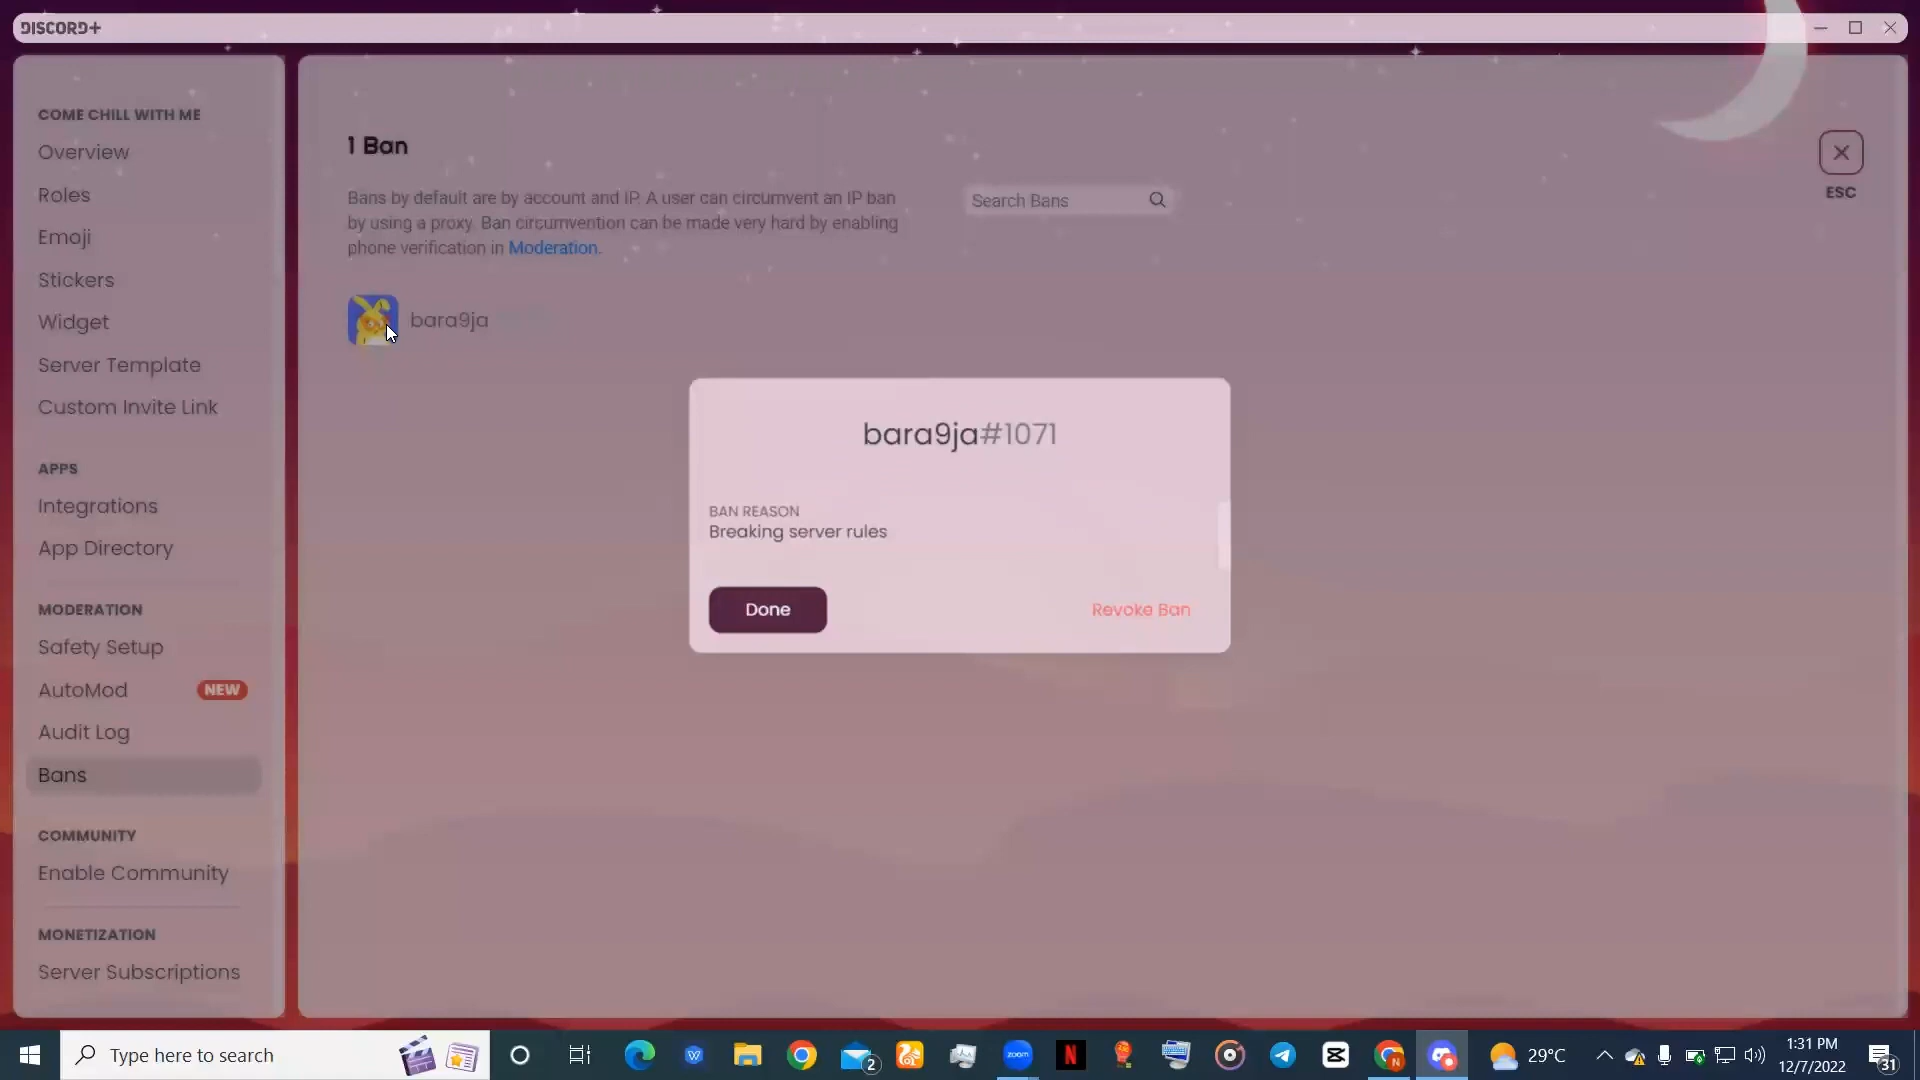 DISCORD+
COME CHILL WITH ME
Overview
Roles
Emoji
Stickers
Widget
Server Template
Custom Invite Link
APPS
Integrations
App Directory
MODERATION
Safety Setup
AutoMod NEW
Audit Log
Bans
COMMUNITY
Enable Community
MONETIZATION
Server Subscriptions
1 Ban
Bans by default are by account and IP. A user can circumvent an IP ban
by using a proxy. Ban circumvention can be made very hard by enabling
phone verification in Moderation.
Search Bans
ESC
bara9ja
bara9ja#1071
BAN REASON
Breaking server rules
Done
Revoke Ban
Type here to search
2
zoom
N
N
29°C
1:31 PM
12/7/2022
31